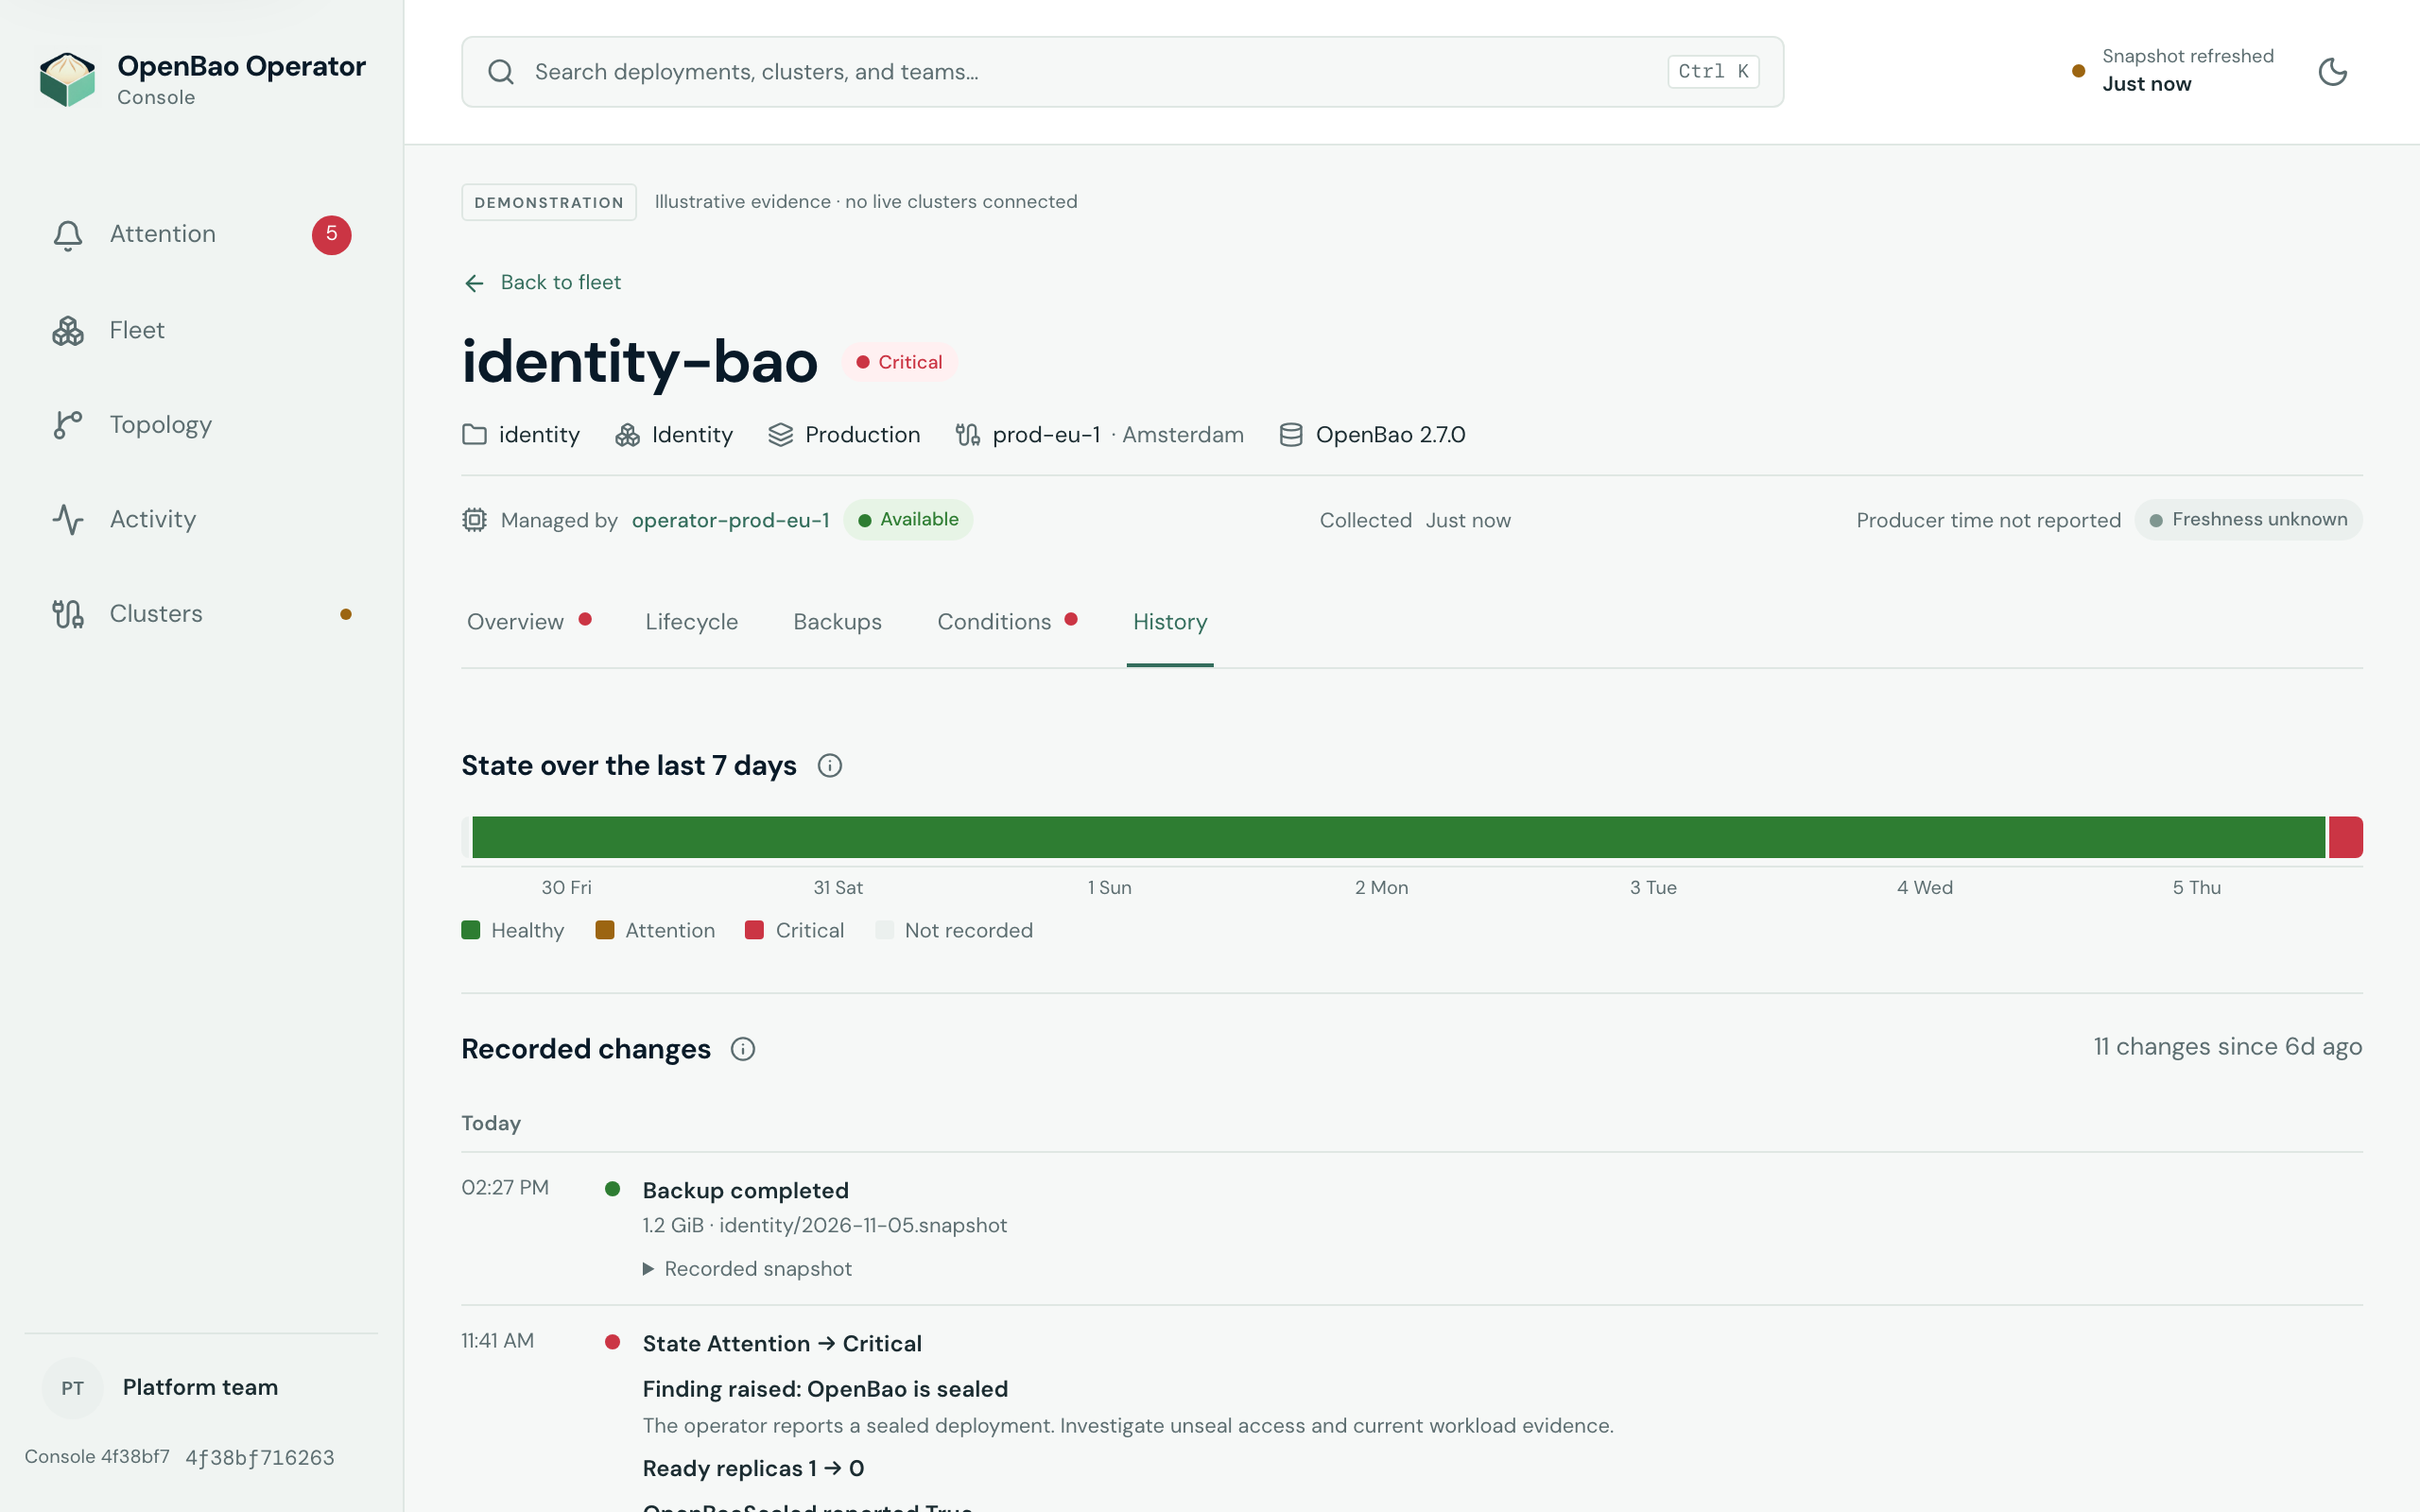 OpenBao Operator
Console
Search deployments, clusters, and teams...
Ctrl K
Snapshot refreshed
Just now
Attention
5
Fleet
Topology
Activity
Clusters
DEMONSTRATION
Illustrative evidence · no live clusters connected
Back to fleet
identity-bao
Critical
identity
Identity
Production
prod-eu-1 · Amsterdam
OpenBao 2.7.0
Managed by operator-prod-eu-1
Available
Collected Just now
Producer time not reported
Freshness unknown
Overview
Lifecycle
Backups
Conditions
History
State over the last 7 days
30 Fri
31 Sat
1 Sun
2 Mon
3 Tue
4 Wed
5 Thu
Healthy
Attention
Critical
Not recorded
Recorded changes
11 changes since 6d ago
Today
02:27 PM
Backup completed
1.2 GiB · identity/2026-11-05.snapshot
Recorded snapshot
11:41 AM
State Attention → Critical
Finding raised: OpenBao is sealed
The operator reports a sealed deployment. Investigate unseal access and current workload evidence.
Ready replicas 1 → 0
OpenBaoSealed reported True
PT
Platform team
Console 4f38bf7
4f38bf716263